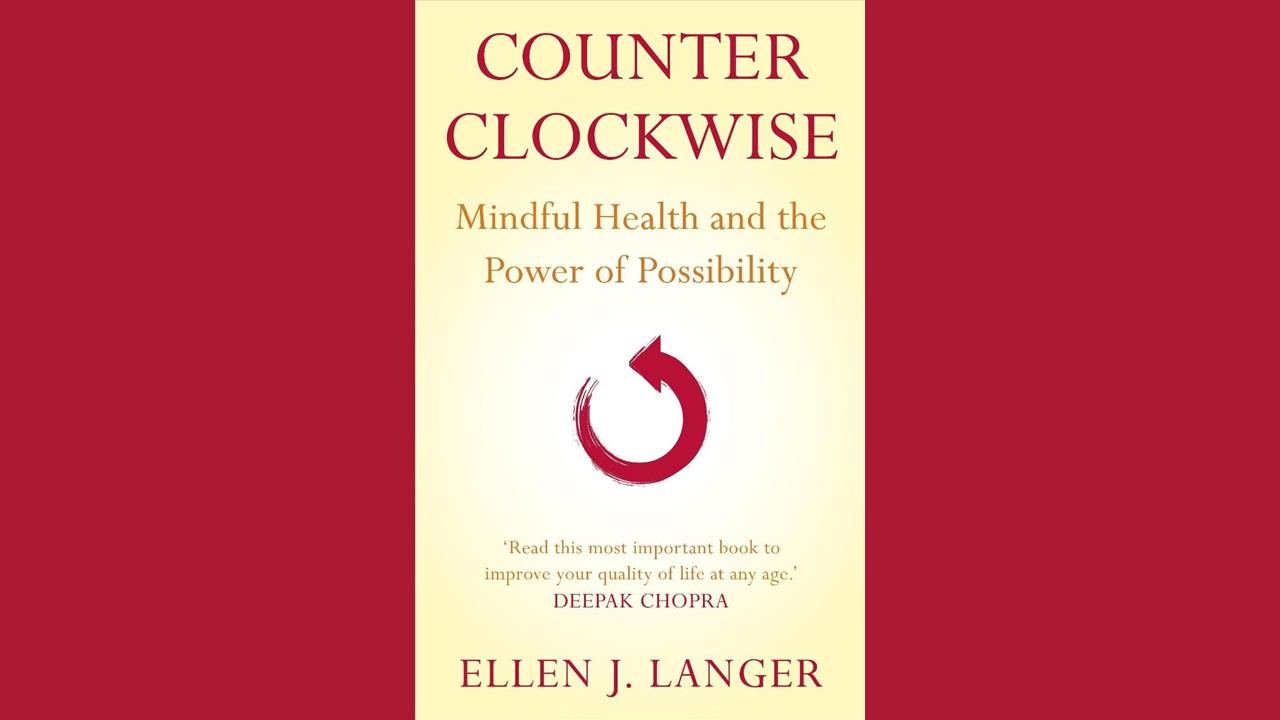 COUNTER
CLOCKWISE
Mindful Health and the
Power of Possibility
‘Read this most important book to
improve your quality of life at any age.’
DEEPAK CHOPRA
ELLEN J. LANGER